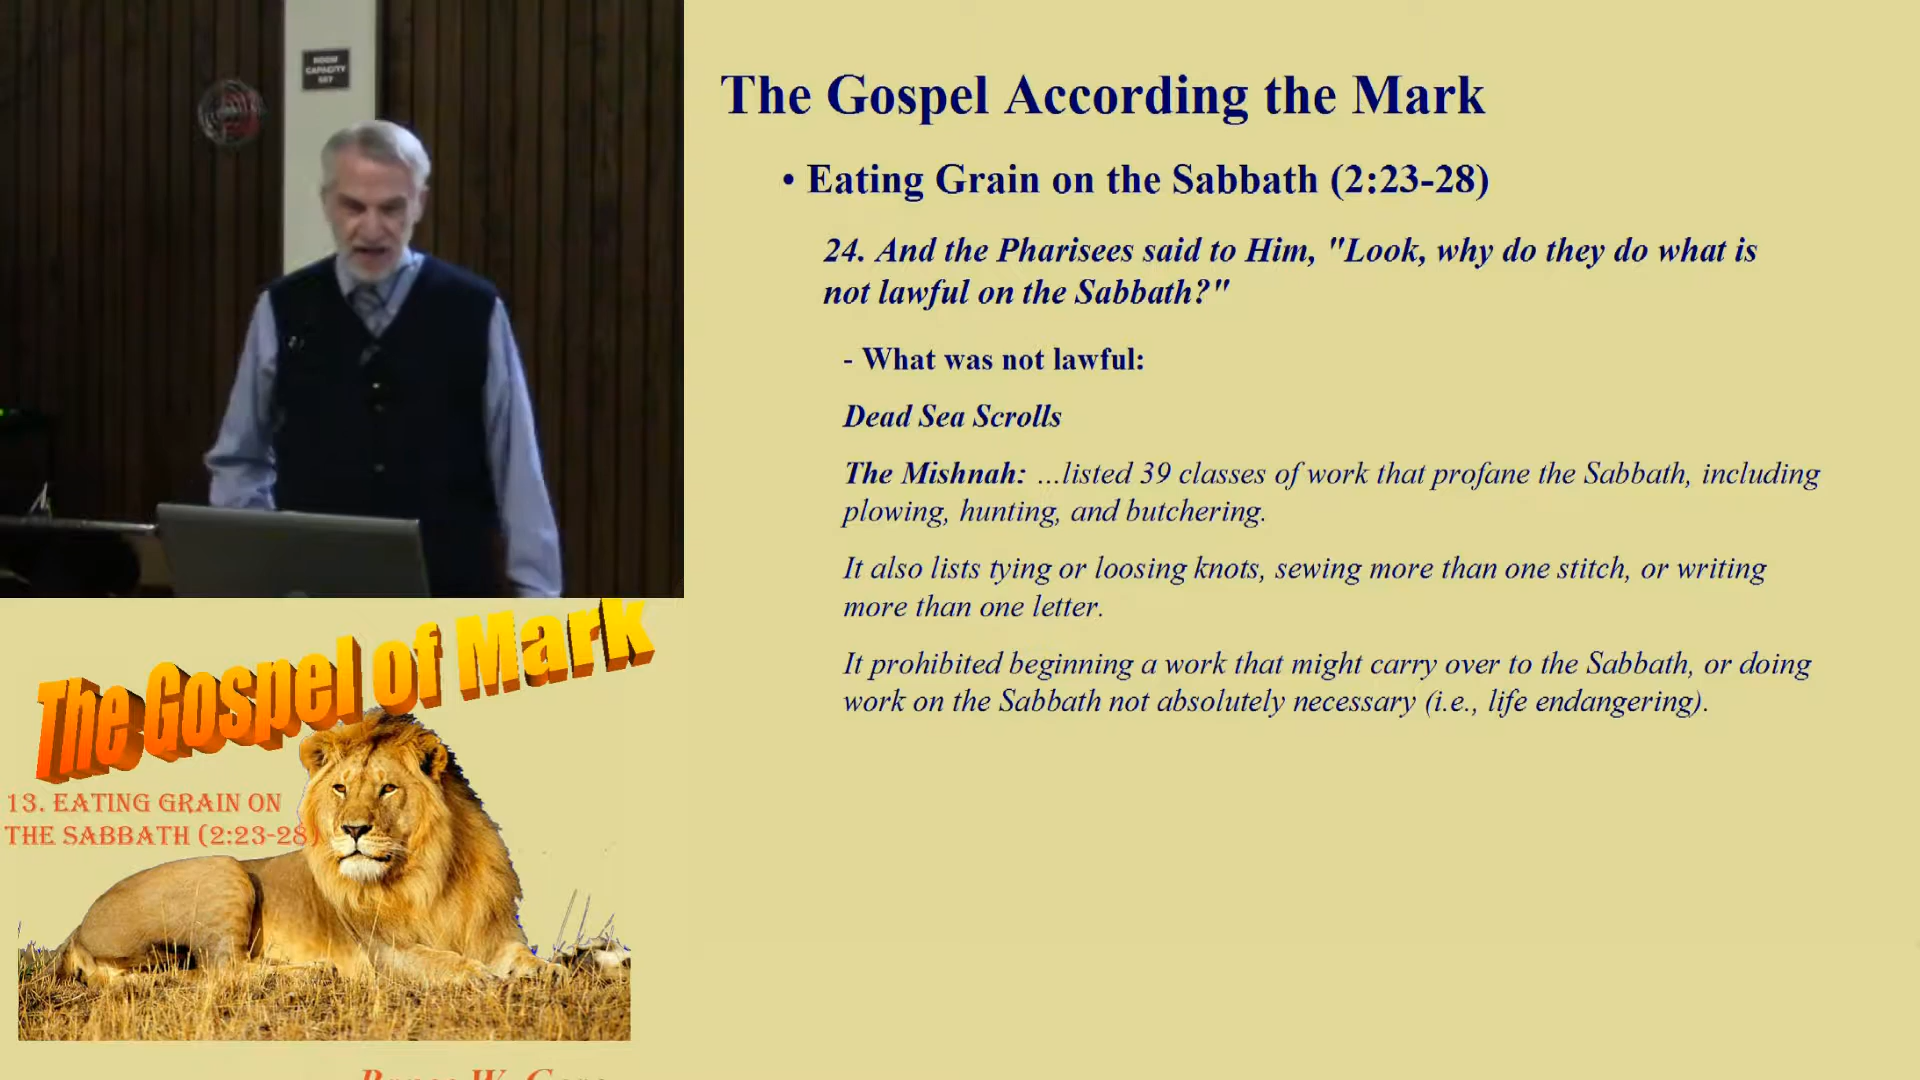 ROOM
CAPACITY
The Gospel According the Mark
• Eating Grain on the Sabbath (2:23-28)
24. And the Pharisees said to Him, "Look, why do they do what is
not lawful on the Sabbath?"
- What was not lawful:
Dead Sea Scrolls
The Mishnah: ...listed 39 classes of work that profane the Sabbath, including
plowing, hunting, and butchering.
It also lists tying or loosing knots, sewing more than one stitch, or writing
more than one letter.
It prohibited beginning a work that might carry over to the Sabbath, or doing
work on the Sabbath not absolutely necessary (i.e., life endangering).
The Gospel of Mark
13. EATING GRAIN ON
THE SABBATH (2:23-28)
Bruce W. Gore